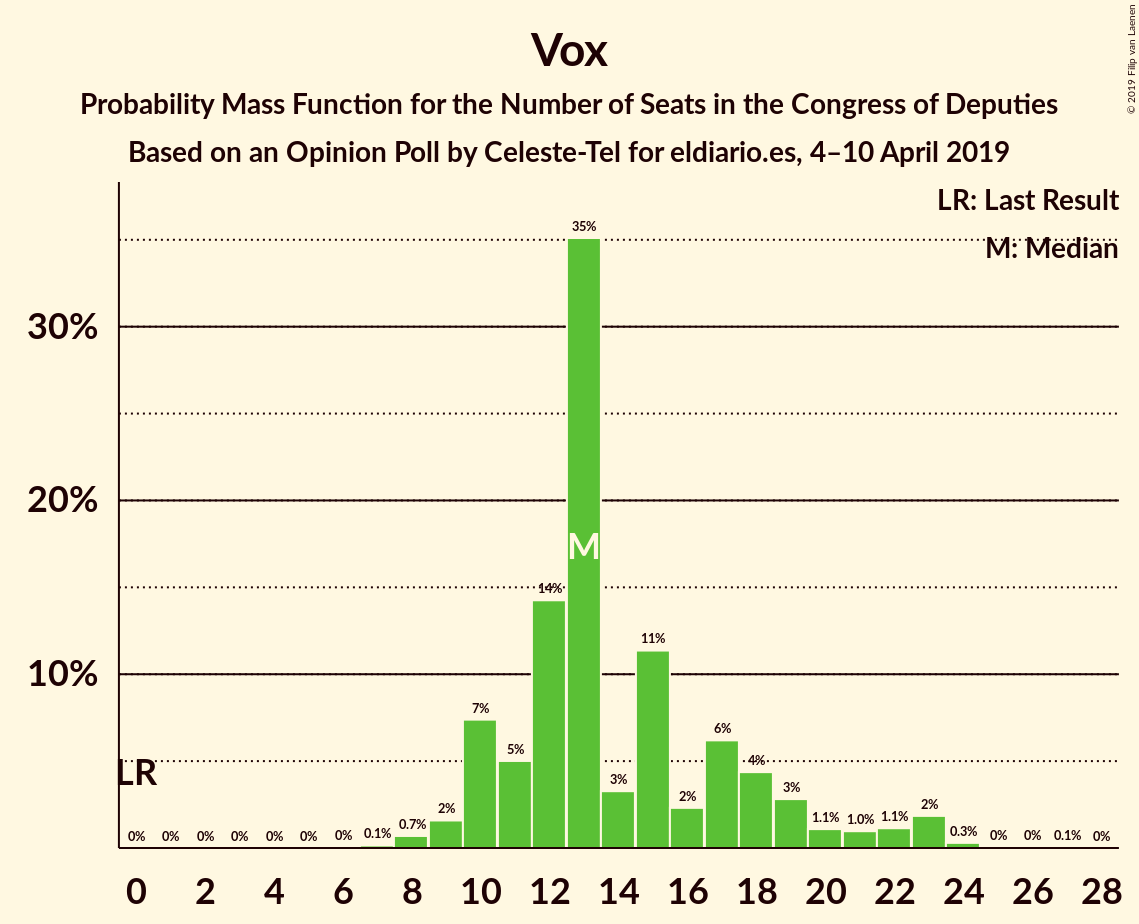 Vox
Probability Mass Function for the Number of Seats in the Congress of Deputies
Based on an Opinion Poll by Celeste-Tel for eldiario.es, 4–10 April 2019
© 2019 Filip van Laenen
LR: Last Result
M: Median
30%
20%
10%
LR
M
0% 0% 0% 0% 0% 0% 0% 0.1% 0.7% 2% 7% 5% 14% 35% 3% 11% 2% 6% 4% 3% 1.1% 1.0% 1.1% 2% 0.3% 0% 0% 0.1% 0%
0 2 4 6 8 10 12 14 16 18 20 22 24 26 28